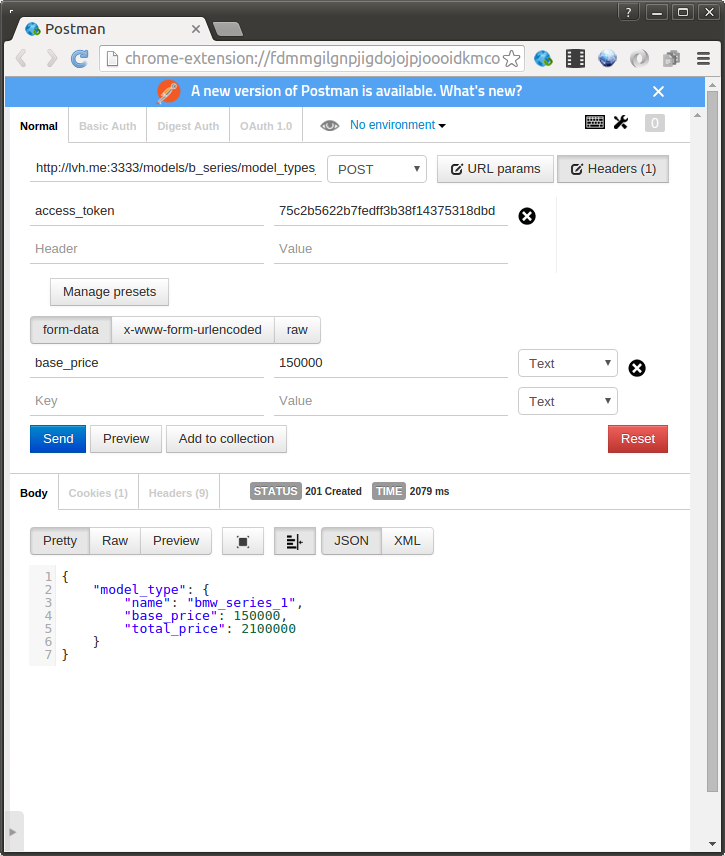 Postman
chrome-extension://fdmmgilgnpjigdojojpjoooidkmco
A new version of Postman is available. What's new?
Normal Basic Auth Digest Auth OAuth 1.0 No environment 0
http://lvh.me:3333/models/b_series/model_types POST URL params Headers (1)
access_token 75c2b5622b7fedff3b38f14375318dbd
Header Value
Manage presets
form-data x-www-form-urlencoded raw
base_price 150000 Text
Key Value Text
Send Preview Add to collection Reset
Body Cookies (1) Headers (9) STATUS 201 Created TIME 2079 ms
Pretty Raw Preview JSON XML
1 {
2 "model_type": {
3 "name": "bmw_series_1",
4 "base_price": 150000,
5 "total_price": 2100000
6 }
7 }